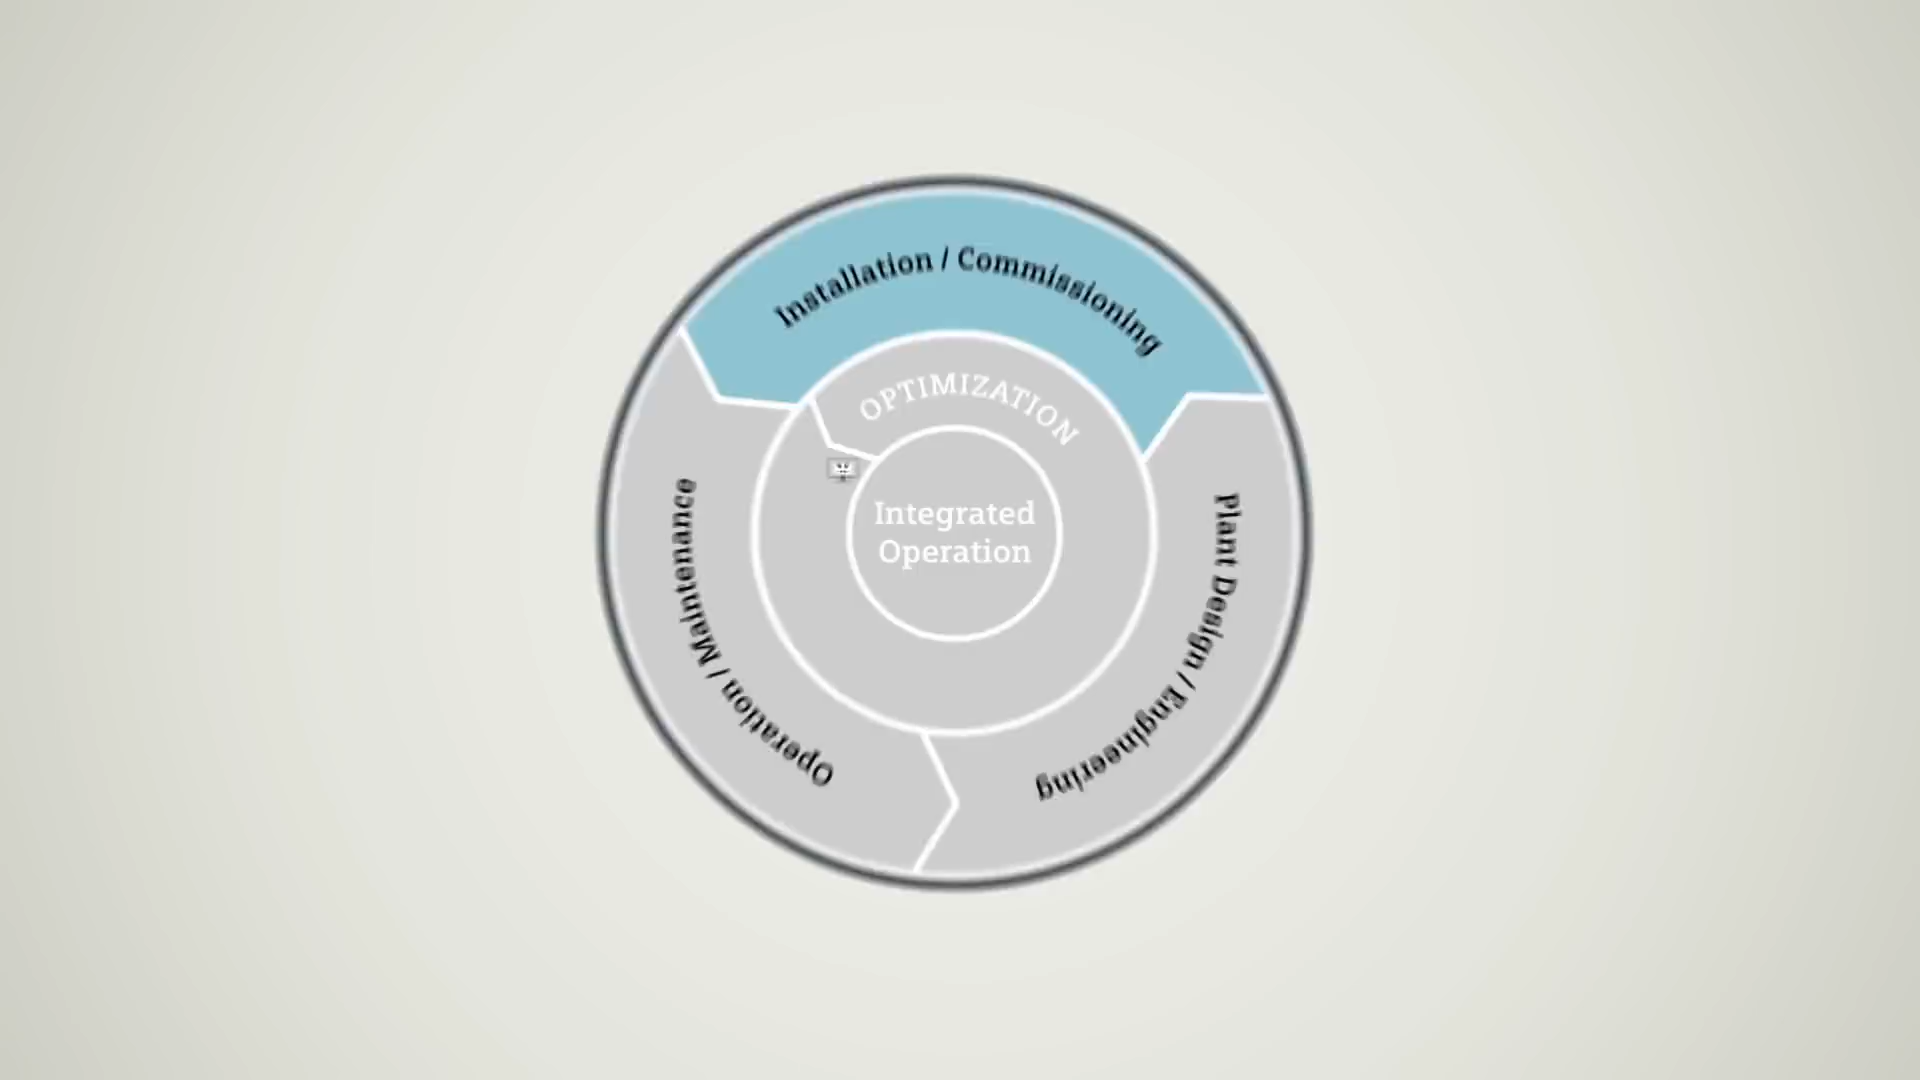 Installation / Commissioning
OPTIMIZATION
Integrated
Operation
Operation / Maintenance
Plant Design / Engineering